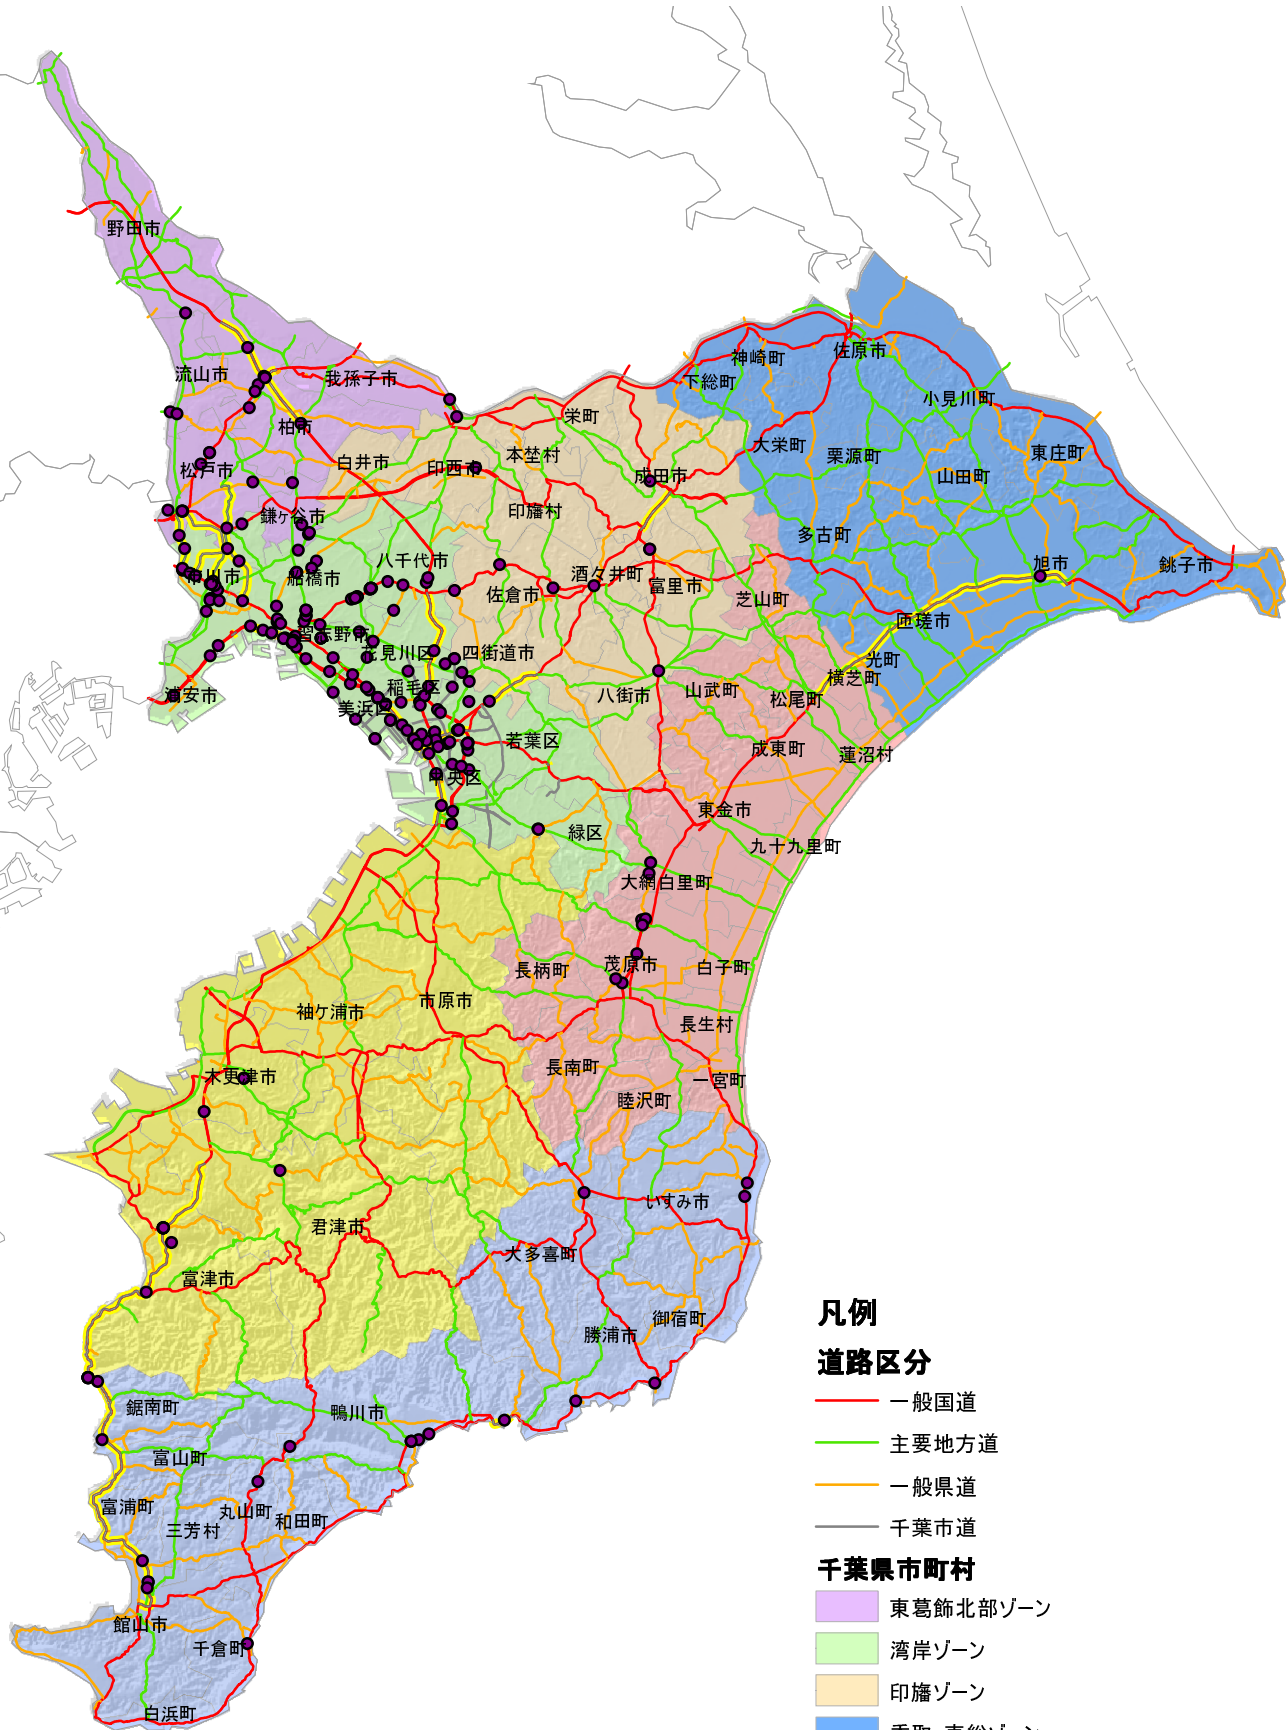 野田市
流山市
我孫子市
柏市
松戸市
白井市
印西市
本埜村
栄町
成田市
下総町
神崎町
佐原市
小見川町
大栄町
栗源町
山田町
東庄町
鎌ヶ谷市
印旛村
多古町
旭市
銚子市
市川市
船橋市
八千代市
佐倉市
酒々井町
富里市
芝山町
匝瑳市
習志野市
花見川区
四街道市
光町
横芝町
浦安市
稲毛区
美浜区
八街市
山武町
松尾町
若葉区
成東町
蓮沼村
中央区
東金市
緑区
九十九里町
大網白里町
長柄町
茂原市
白子町
袖ケ浦市
市原市
長生村
木更津市
長南町
一宮町
睦沢町
いすみ市
君津市
大多喜町
富津市
御宿町
勝浦市
鋸南町
鴨川市
富山町
富浦町
丸山町
和田町
三芳村
館山市
千倉町
白浜町
凡例
道路区分
一般国道
主要地方道
一般県道
千葉市道
千葉県市町村
東葛飾北部ゾーン
湾岸ゾーン
印旛ゾーン